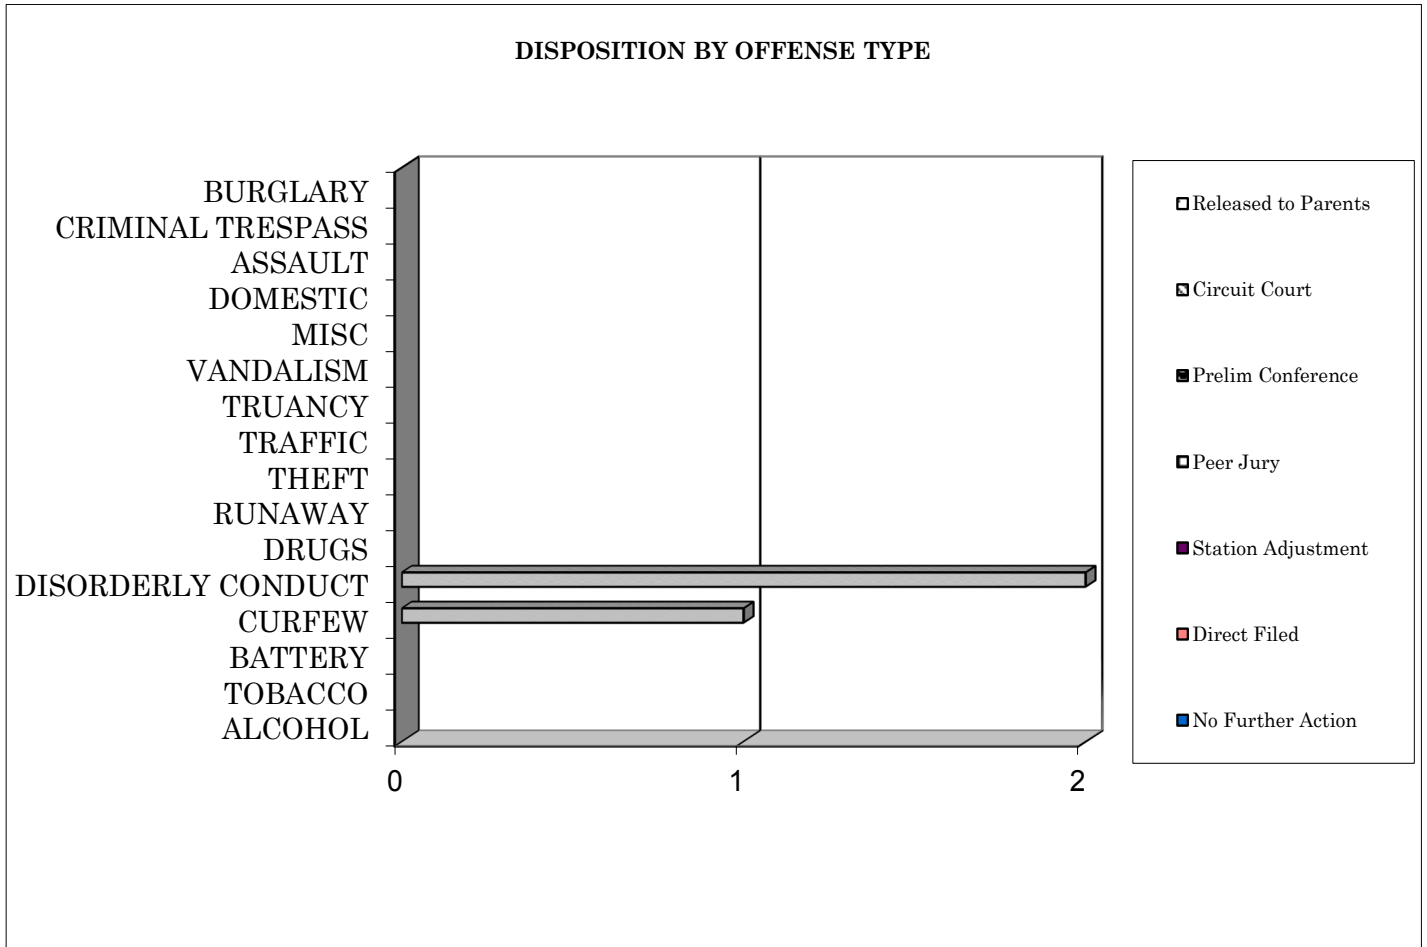 DISPOSITION BY OFFENSE TYPE
BURGLARY
CRIMINAL TRESPASS
ASSAULT
DOMESTIC
MISC
VANDALISM
TRUANCY
TRAFFIC
THEFT
RUNAWAY
DRUGS
DISORDERLY CONDUCT
CURFEW
BATTERY
TOBACCO
ALCOHOL
0 1 2
Released to Parents
Circuit Court
Prelim Conference
Peer Jury
Station Adjustment
Direct Filed
No Further Action